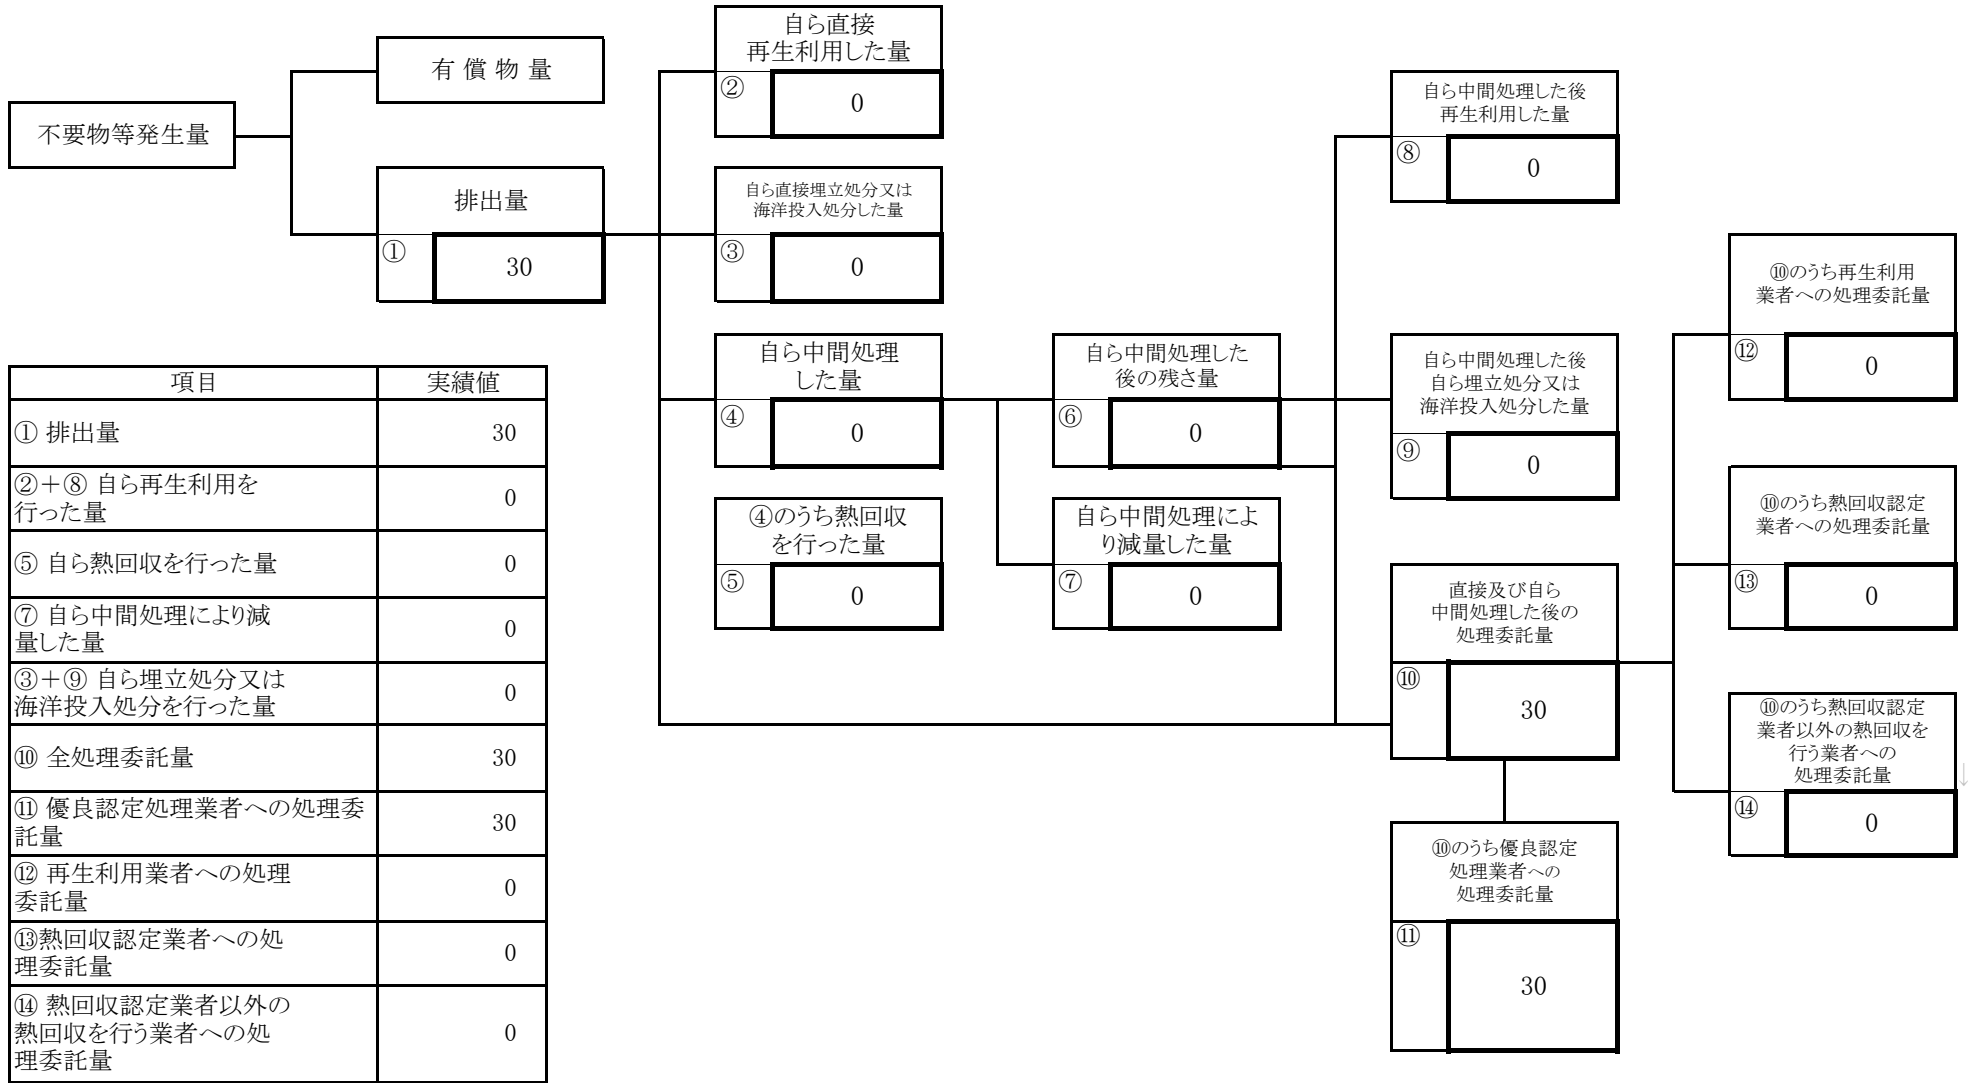 不要物等発生量
有 償 物 量
排出量
①
30
自ら直接
再生利用した量
②
0
自ら直接埋立処分又は
海洋投入処分した量
③
0
自ら中間処理
した量
④
0
④のうち熱回収
を行った量
⑤
0
自ら中間処理した
後の残さ量
⑥
0
自ら中間処理によ
り減量した量
⑦
0
自ら中間処理した後
再生利用した量
⑧
0
自ら中間処理した後
自ら埋立処分又は
海洋投入処分した量
⑨
0
直接及び自ら
中間処理した後の
処理委託量
⑩
30
⑩のうち優良認定
処理業者への
処理委託量
⑪
30
⑩のうち再生利用
業者への処理委託量
⑫
0
⑩のうち熱回収認定
業者への処理委託量
⑬
0
⑩のうち熱回収認定
業者以外の熱回収を
行う業者への
処理委託量
⑭
0
↓
項目 実績値
① 排出量 30
②＋⑧ 自ら再生利用を
行った量 0
⑤ 自ら熱回収を行った量 0
⑦ 自ら中間処理により減
量した量 0
③＋⑨ 自ら埋立処分又は
海洋投入処分を行った量 0
⑩ 全処理委託量 30
⑪ 優良認定処理業者への処理委
託量 30
⑫ 再生利用業者への処理
委託量 0
⑬熱回収認定業者への処
理委託量 0
⑭ 熱回収認定業者以外の
熱回収を行う業者への処
理委託量 0